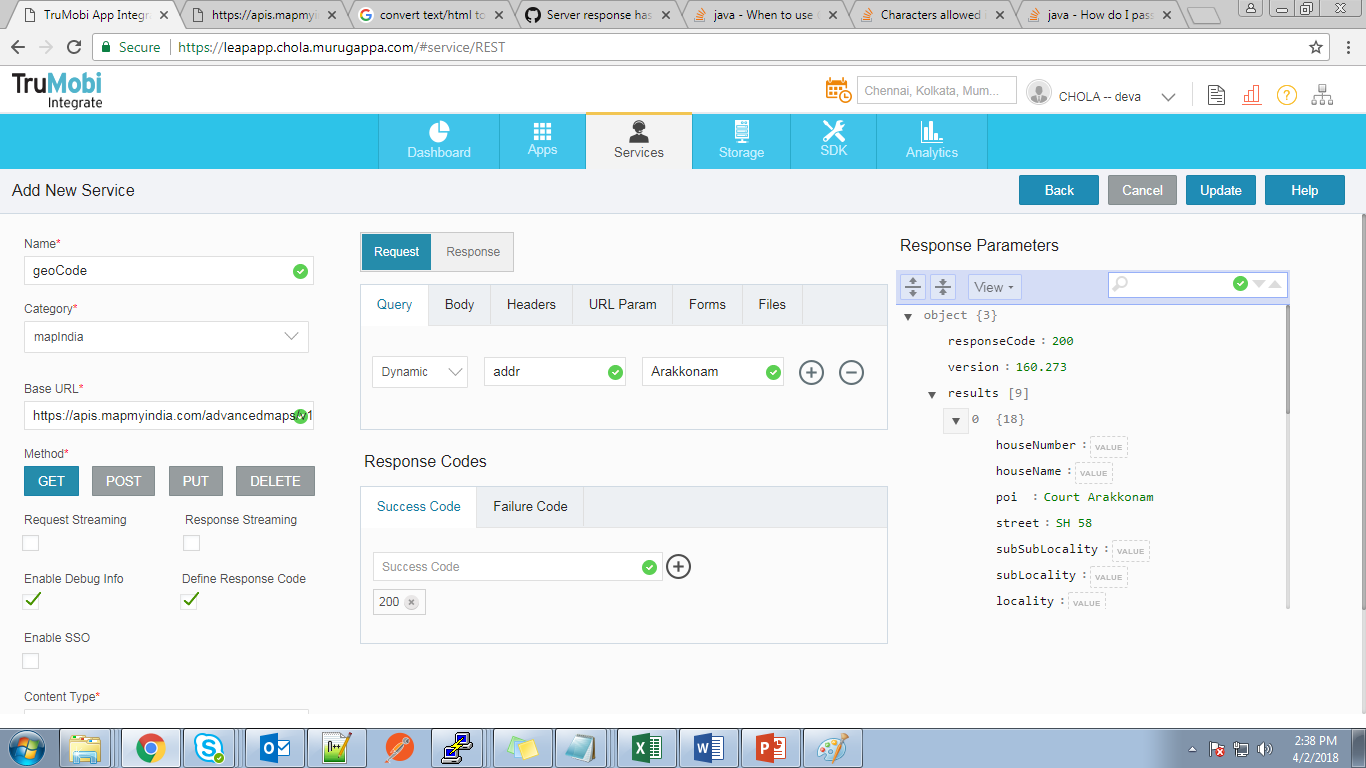 TruMobi App Integra
https://apis.mapmyi
convert text/html to
Server response has
java - When to use
Characters allowed
java - How do I pass
Secure https://leapapp.chola.murugappa.com/#service/REST
TruMobi
Integrate
Chennai, Kolkata, Mum...
CHOLA -- deva
Dashboard
Apps
Services
Storage
SDK
Analytics
Add New Service
Back Cancel Update Help
Name*
geoCode
Category*
mapIndia
Base URL*
https://apis.mapmyindia.com/advancedmaps/v1
Method*
GET POST PUT DELETE
Request Streaming Response Streaming
Enable Debug Info Define Response Code
Enable SSO
Content Type*
Request Response
Query Body Headers URL Param Forms Files
Dynamic addr Arakkonam
Response Codes
Success Code Failure Code
Success Code
200
Response Parameters
View
object {3}
responseCode : 200
version : 160.273
results [9]
0 {18}
houseNumber : VALUE
houseName : VALUE
poi : Court Arakkonam
street : SH 58
subSubLocality : VALUE
subLocality : VALUE
locality : VALUE
2:38 PM
4/2/2018